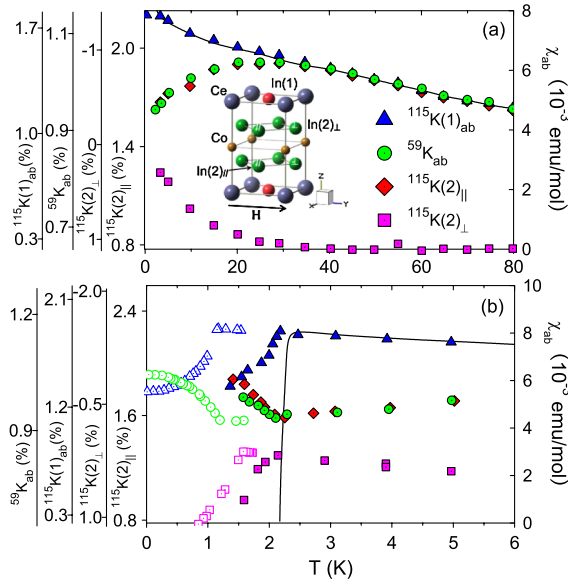 (a)
1.7
1.0
0.3
¹¹⁵K(1)ab(%)
1.1
0.9
0.7
⁵⁹Kab(%)
-1
0
1
¹¹⁵K(2)⊥(%)
2.0
1.4
0.8
¹¹⁵K(2)||(%)
Ce
In(1)
In(2)⊥
Co
In(2)//
H
Z
X
Y
¹¹⁵K(1)ab
⁵⁹Kab
¹¹⁵K(2)||
¹¹⁵K(2)⊥
8
6
4
2
0
χab (10⁻³ emu/mol)
0 20 40 60 80
(b)
1.2
0.9
⁵⁹Kab(%)
2.1
1.2
0.3
¹¹⁵K(1)ab(%)
-2.0
-0.5
1.0
¹¹⁵K(2)⊥(%)
2.4
1.6
0.8
¹¹⁵K(2)||(%)
10
8
6
4
2
0
χab (10⁻³ emu/mol)
0 1 2 3 4 5 6
T (K)